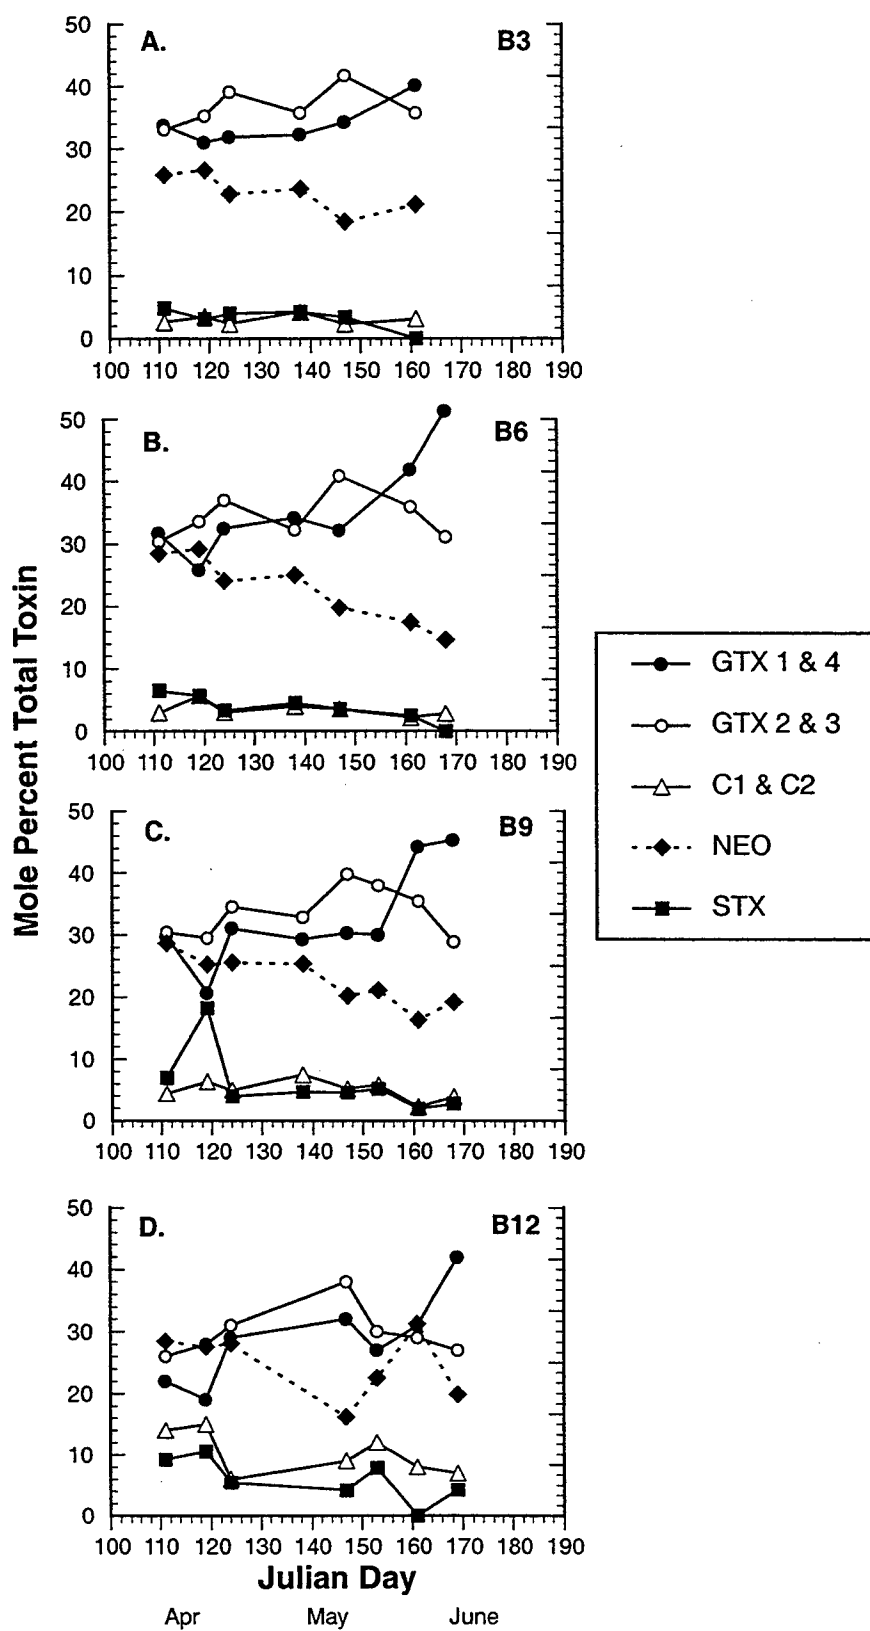 50
A.
B3
40
30
20
10
0
100 110 120 130 140 150 160 170 180 190
50
B.
B6
40
30
20
10
0
100 110 120 130 140 150 160 170 180 190
Mole Percent Total Toxin
GTX 1 & 4
GTX 2 & 3
C1 & C2
NEO
STX
50
C.
B9
40
30
20
10
0
100 110 120 130 140 150 160 170 180 190
50
D.
B12
40
30
20
10
0
100 110 120 130 140 150 160 170 180 190
Julian Day
Apr May June